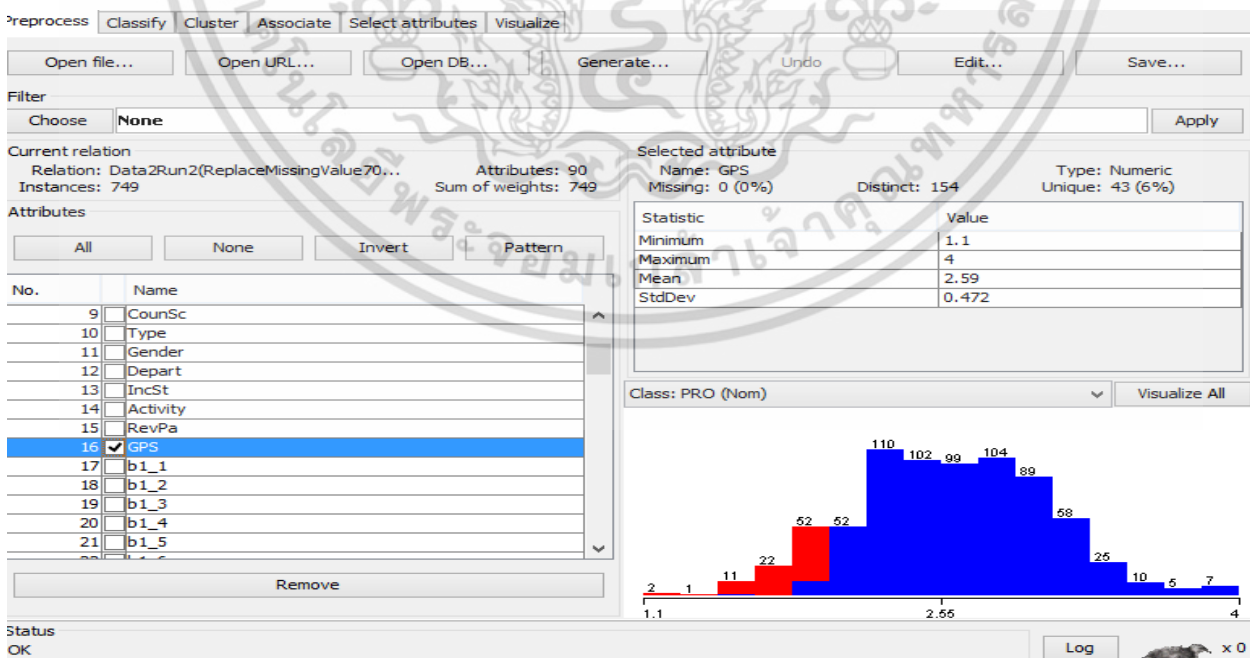 Preprocess Classify Cluster Associate Select attributes Visualize
Open file... Open URL... Open DB... Generate... Undo Edit... Save...
Filter
Choose None Apply
Current relation
Relation: Data2Run2(ReplaceMissingValue70... Attributes: 90
Instances: 749 Sum of weights: 749
Selected attribute
Name: GPS Type: Numeric
Missing: 0 (0%) Distinct: 154 Unique: 43 (6%)
Attributes
All None Invert Pattern
No. Name
9 CounSc
10 Type
11 Gender
12 Depart
13 IncSt
14 Activity
15 RevPa
16 GPS
17 b1_1
18 b1_2
19 b1_3
20 b1_4
21 b1_5
Remove
Statistic Value
Minimum 1.1
Maximum 4
Mean 2.59
StdDev 0.472
Class: PRO (Nom) Visualize All
2 1 11 22 52 52 110 102 99 104 89 58 25 10 5 7
1.1 2.55 4
Status
OK
Log x 0